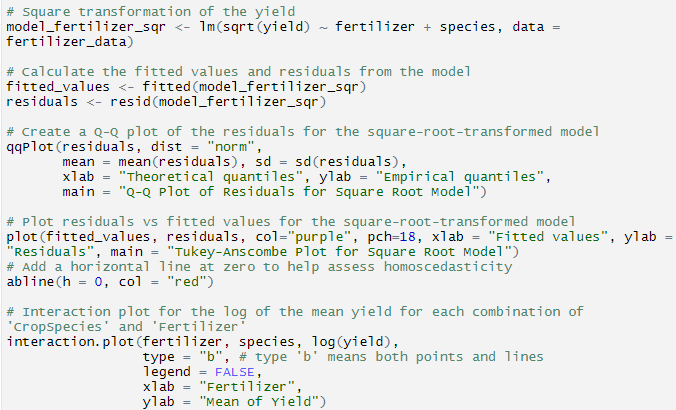 # Square transformation of the yield
model_fertilizer_sqr <- lm(sqrt(yield) ~ fertilizer + species, data =
fertilizer_data)
# Calculate the fitted values and residuals from the model
fitted_values <- fitted(model_fertilizer_sqr)
residuals <- resid(model_fertilizer_sqr)
# Create a Q-Q plot of the residuals for the square-root-transformed model
qqPlot(residuals, dist = "norm",
mean = mean(residuals), sd = sd(residuals),
xlab = "Theoretical quantiles", ylab = "Empirical quantiles",
main = "Q-Q Plot of Residuals for Square Root Model")
# Plot residuals vs fitted values for the square-root-transformed model
plot(fitted_values, residuals, col="purple", pch=18, xlab = "Fitted values", ylab =
"Residuals", main = "Tukey-Anscombe Plot for Square Root Model")
# Add a horizontal line at zero to help assess homoscedasticity
abline(h = 0, col = "red")
# Interaction plot for the log of the mean yield for each combination of
'CropSpecies' and 'Fertilizer'
interaction.plot(fertilizer, species, log(yield),
type = "b", # type 'b' means both points and lines
legend = FALSE,
xlab = "Fertilizer",
ylab = "Mean of Yield")